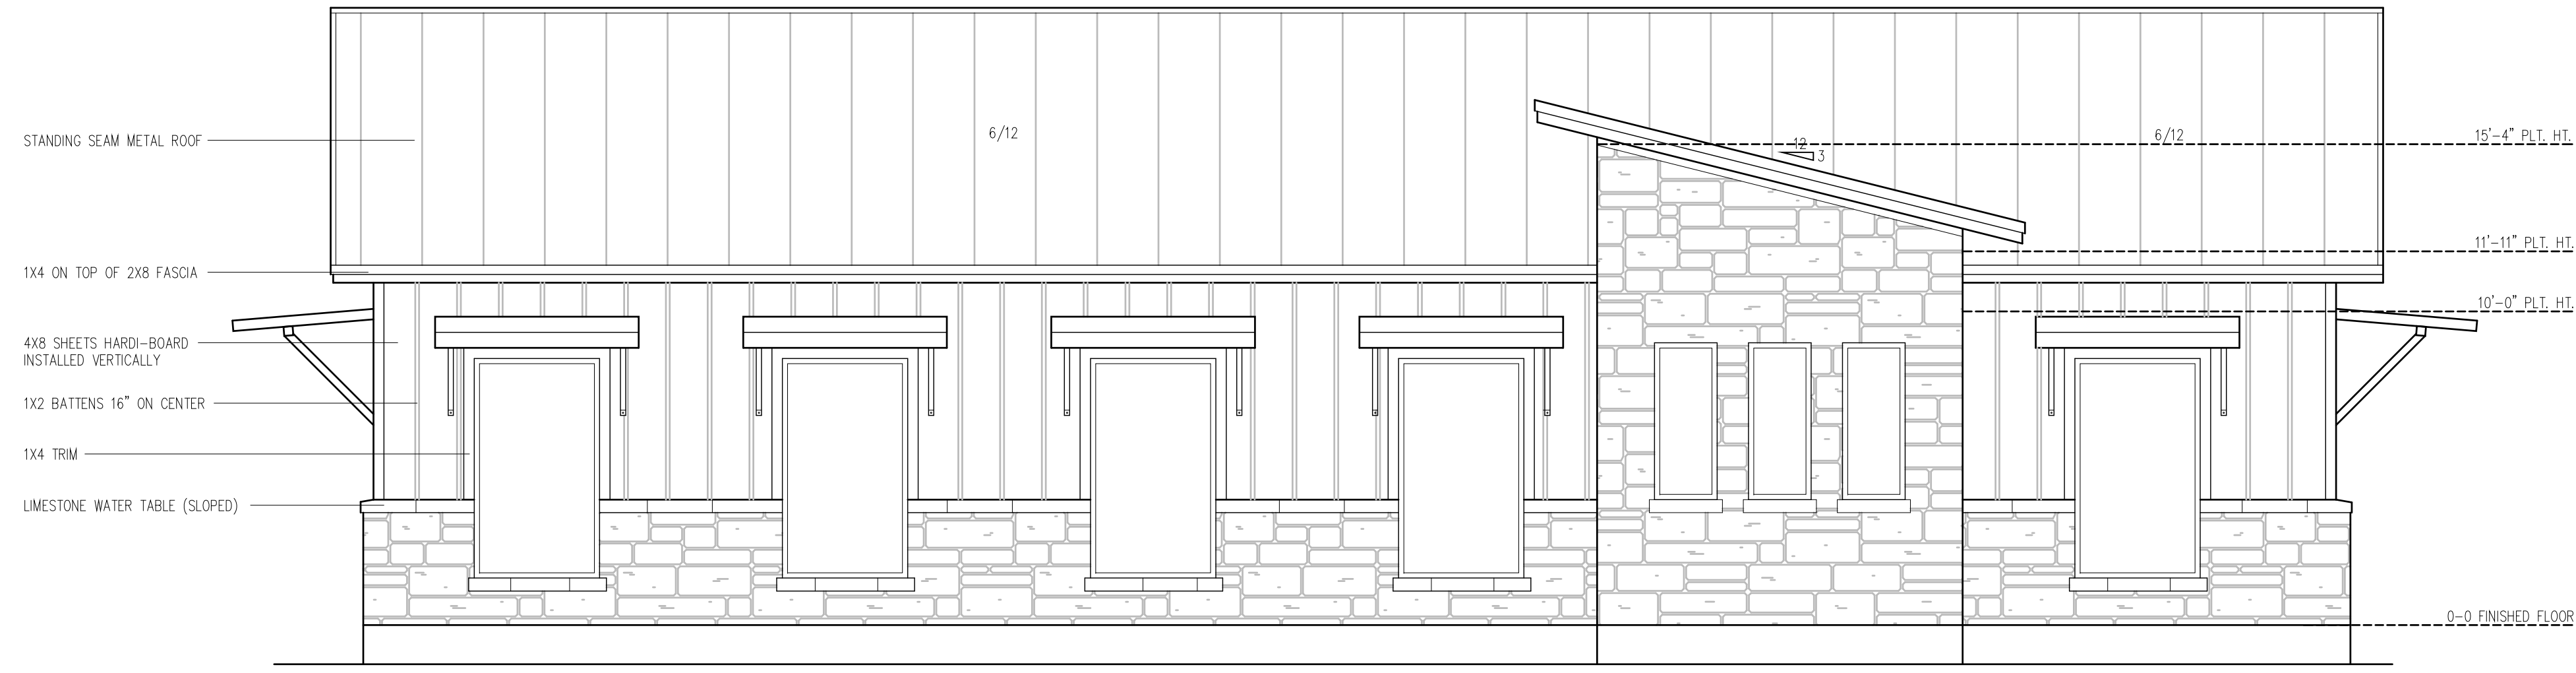 6/12
12
3
6/12
STANDING SEAM METAL ROOF
15'-4" PLT. HT.
11'-11" PLT. HT.
1X4 ON TOP OF 2X8 FASCIA
10'-0" PLT. HT.
4X8 SHEETS HARDI-BOARD
INSTALLED VERTICALLY
1X2 BATTENS 16" ON CENTER
1X4 TRIM
LIMESTONE WATER TABLE (SLOPED)
0-0 FINISHED FLOOR